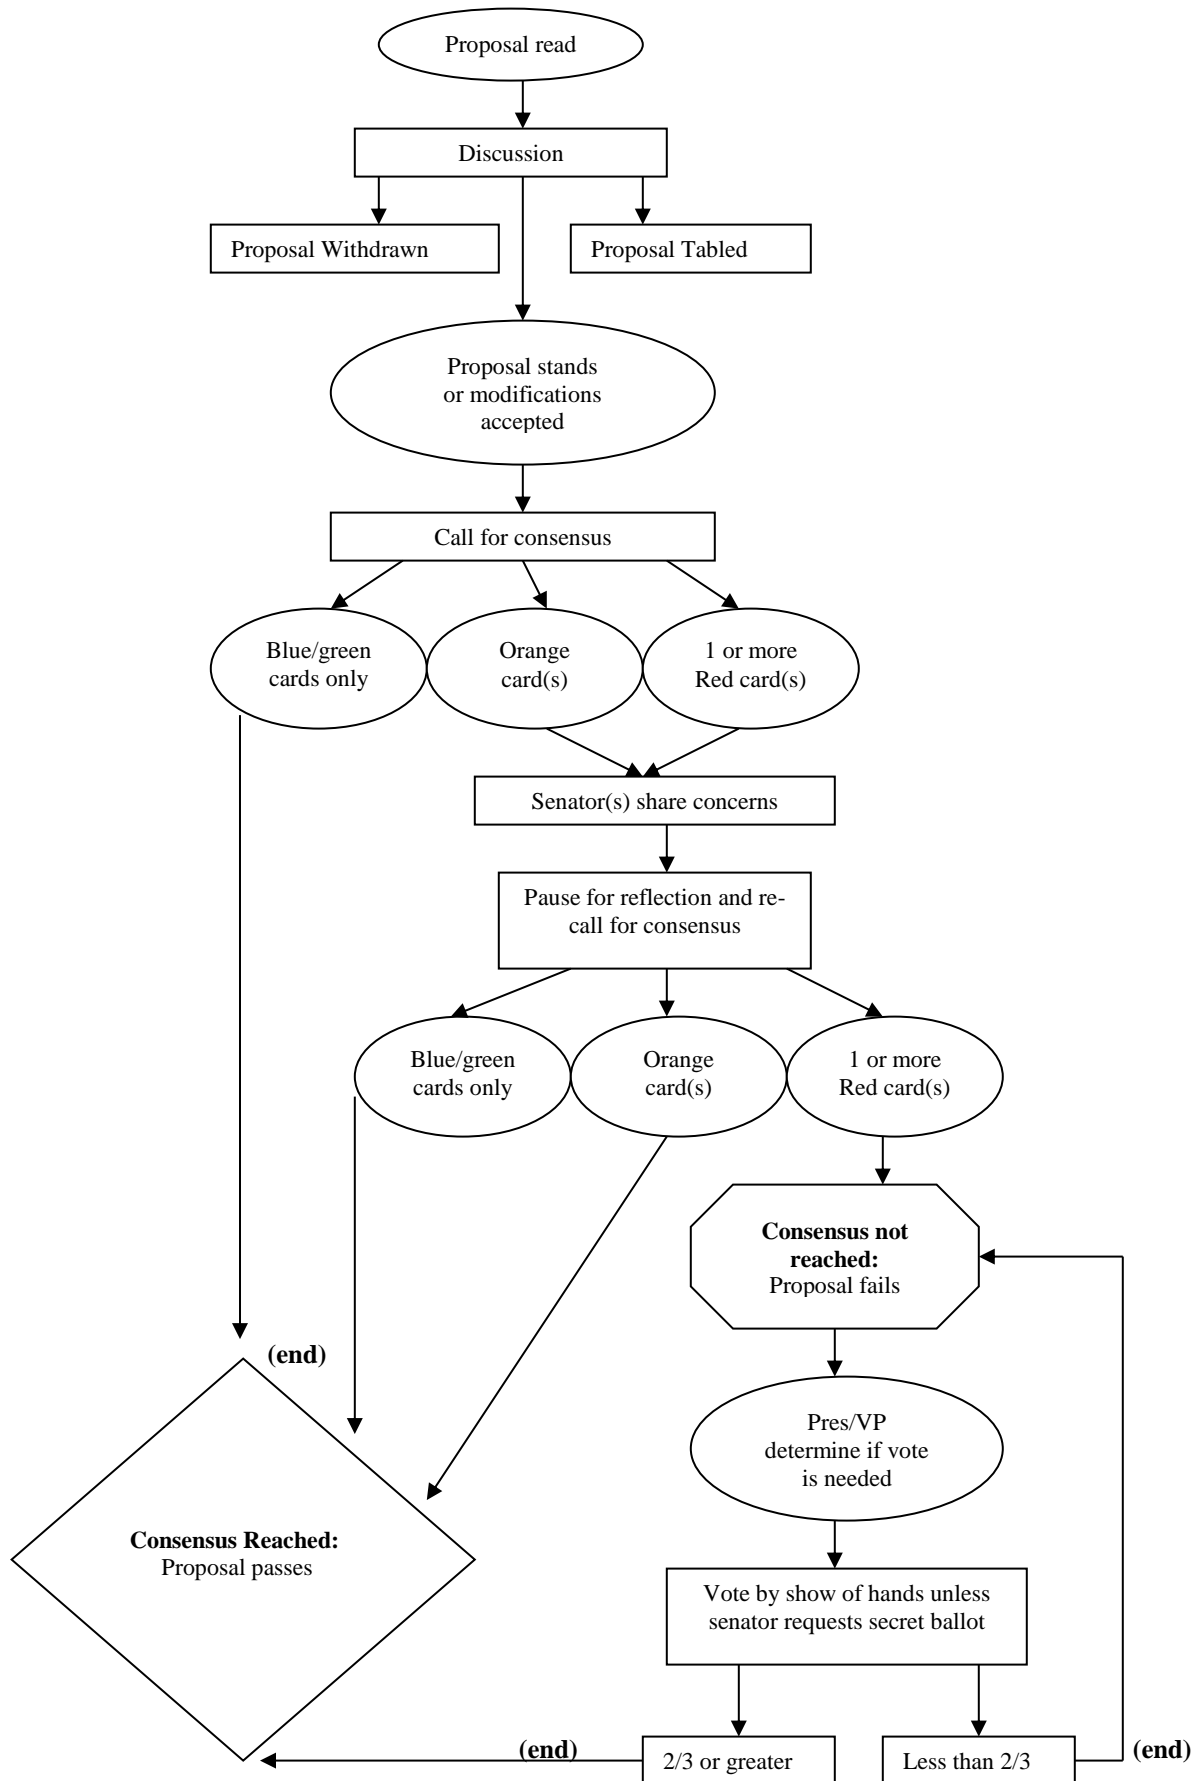 Proposal read
Discussion
Proposal Withdrawn
Proposal Tabled
Proposal stands
or modifications
accepted
Call for consensus
Blue/green
cards only
Orange
card(s)
1 or more
Red card(s)
Senator(s) share concerns
Pause for reflection and re-
call for consensus
Blue/green
cards only
Orange
card(s)
1 or more
Red card(s)
Consensus not
reached:
Proposal fails
(end)
Pres/VP
determine if vote
is needed
Consensus Reached:
Proposal passes
Vote by show of hands unless
senator requests secret ballot
(end)
2/3 or greater
Less than 2/3
(end)